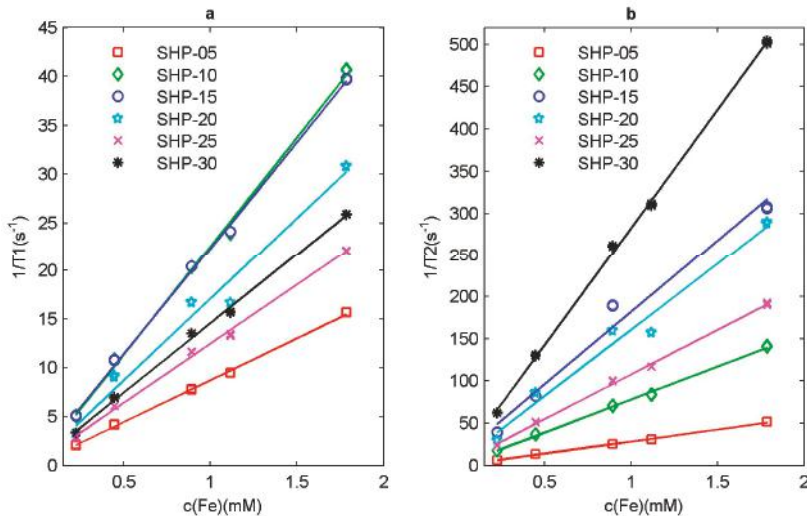 a
45
40
35
30
25
20
15
10
5
0
1/T1(s⁻¹)
SHP-05
SHP-10
SHP-15
SHP-20
SHP-25
SHP-30
0.5
1
1.5
2
c(Fe)(mM)
b
500
450
400
350
300
250
200
150
100
50
0
1/T2(s⁻¹)
SHP-05
SHP-10
SHP-15
SHP-20
SHP-25
SHP-30
0.5
1
1.5
2
c(Fe)(mM)